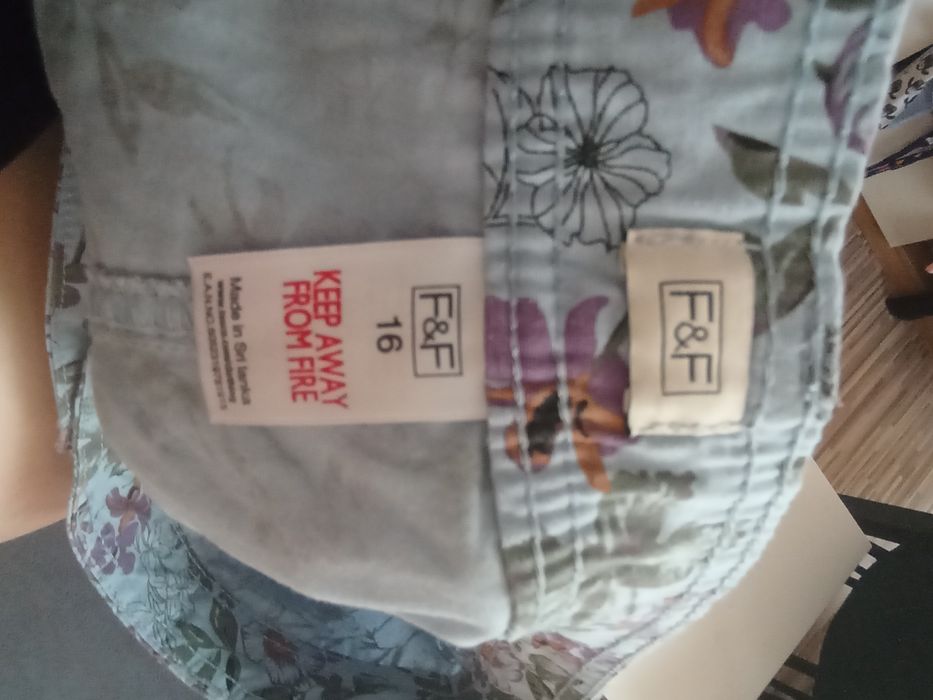 F&F
F&F
16
KEEP AWAY
FROM FIRE
Made in Sri lanka